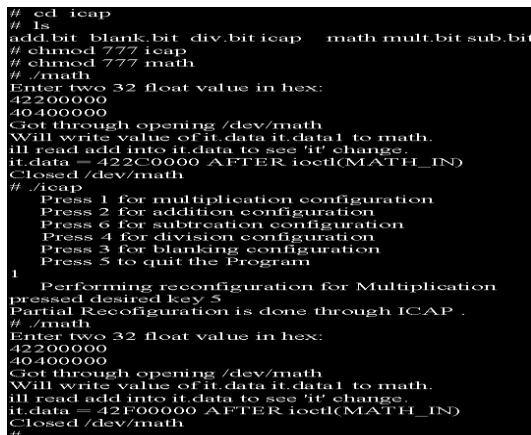 # cd icap
# ls
add.bit blank.bit div.bit icap math mult.bit sub.bit
# chmod 777 icap
# chmod 777 math
# ./math
Enter two 32 float value in hex:
42200000
40400000
Got through opening /dev/math
Will write value of it.data it.data1 to math.
ill read add into it.data to see 'it' change.
it.data = 422C0000 AFTER ioctl(MATH_IN)
Closed /dev/math
# ./icap
Press 1 for multiplication configuration
Press 2 for addition configuration
Press 6 for subtrcation configuration
Press 4 for division configuration
Press 3 for blanking configuration
Press 5 to quit the Program
1
Performing reconfiguration for Multiplication
pressed desired key 5
Partial Recofiguration is done through ICAP .
# ./math
Enter two 32 float value in hex:
42200000
40400000
Got through opening /dev/math
Will write value of it.data it.data1 to math.
ill read add into it.data to see 'it' change.
it.data = 42F00000 AFTER ioctl(MATH_IN)
Closed /dev/math
#